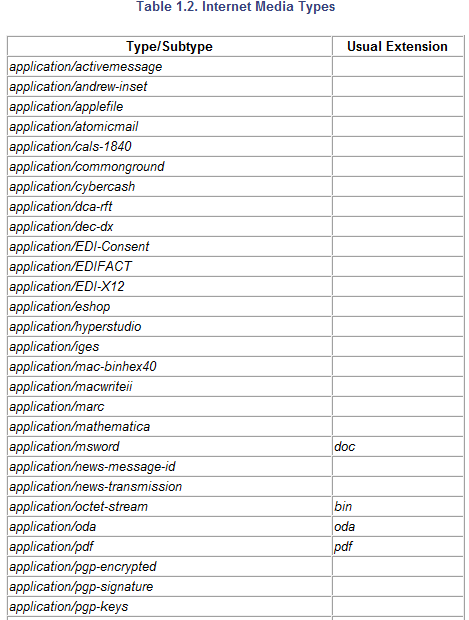 Table 1.2. Internet Media Types
Type/Subtype Usual Extension
application/activemessage
application/andrew-inset
application/applefile
application/atomicmail
application/cals-1840
application/commonground
application/cybercash
application/dca-rft
application/dec-dx
application/EDI-Consent
application/EDIFACT
application/EDI-X12
application/eshop
application/hyperstudio
application/iges
application/mac-binhex40
application/macwriteii
application/marc
application/mathematica
application/msword doc
application/news-message-id
application/news-transmission
application/octet-stream bin
application/oda oda
application/pdf pdf
application/pgp-encrypted
application/pgp-signature
application/pgp-keys